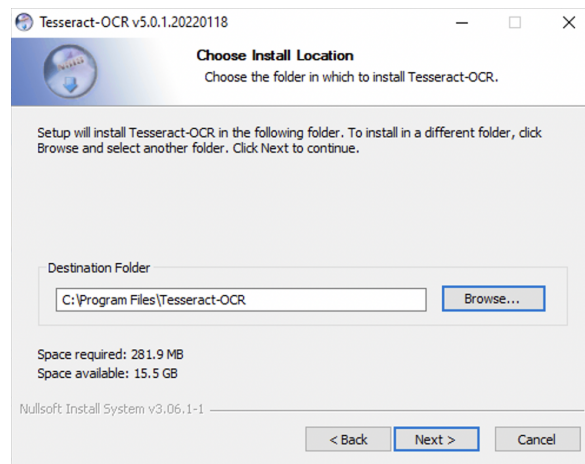 Tesseract-OCR v5.0.1.20220118
Choose Install Location
Choose the folder in which to install Tesseract-OCR.
Setup will install Tesseract-OCR in the following folder. To install in a different folder, click
Browse and select another folder. Click Next to continue.
Destination Folder
C:\Program Files\Tesseract-OCR
Browse...
Space required: 281.9 MB
Space available: 15.5 GB
Nullsoft Install System v3.06.1-1
< Back Next > Cancel